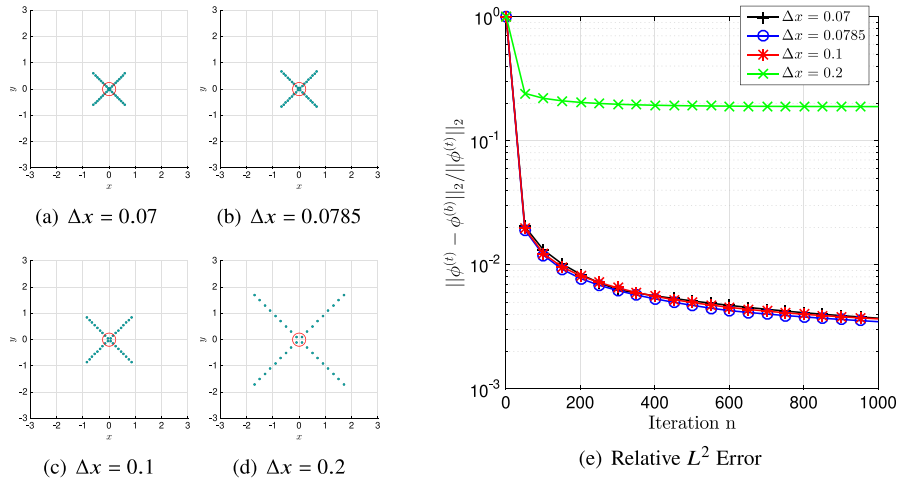 3
2
1
0
-1
-2
-3
y
-3 -2 -1 0 1 2 3
x
(a) Δx = 0.07
3
2
1
0
-1
-2
-3
y
-3 -2 -1 0 1 2 3
x
(b) Δx = 0.0785
3
2
1
0
-1
-2
-3
y
-3 -2 -1 0 1 2 3
x
(c) Δx = 0.1
3
2
1
0
-1
-2
-3
y
-3 -2 -1 0 1 2 3
x
(d) Δx = 0.2
||ϕ^(t) − ϕ^(b)||₂/||ϕ^(t)||₂
10^0
10^-1
10^-2
10^-3
Δx = 0.07
Δx = 0.0785
Δx = 0.1
Δx = 0.2
0 200 400 600 800 1000
Iteration n
(e) Relative L² Error